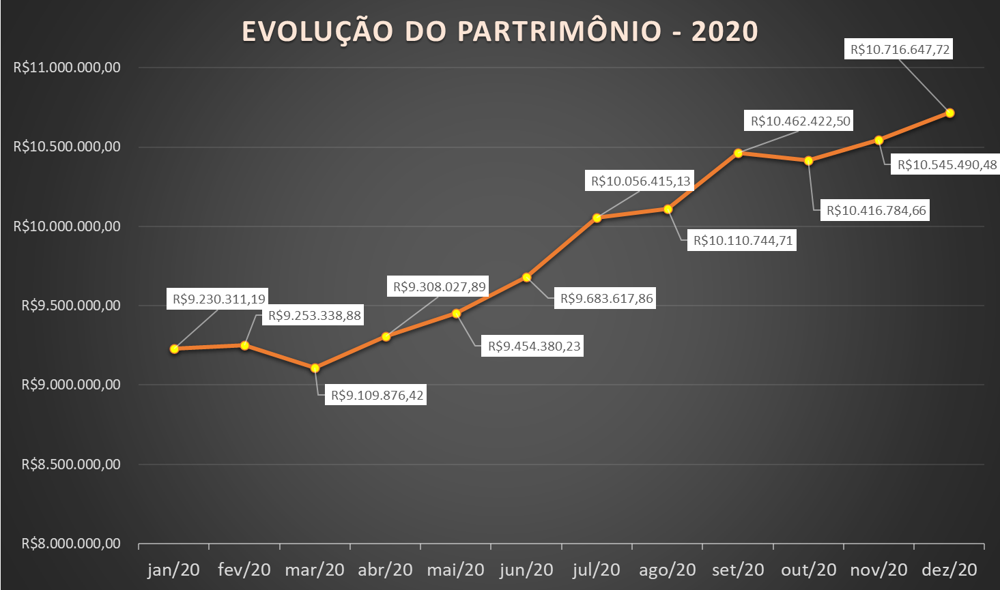 EVOLUÇÃO DO PARTRIMÔNIO - 2020
R$11.000.000,00
R$10.500.000,00
R$10.000.000,00
R$9.500.000,00
R$9.000.000,00
R$8.500.000,00
R$8.000.000,00
R$9.230.311,19
R$9.253.338,88
R$9.109.876,42
R$9.308.027,89
R$9.454.380,23
R$9.683.617,86
R$10.056.415,13
R$10.110.744,71
R$10.462.422,50
R$10.416.784,66
R$10.545.490,48
R$10.716.647,72
jan/20 fev/20 mar/20 abr/20 mai/20 jun/20 jul/20 ago/20 set/20 out/20 nov/20 dez/20